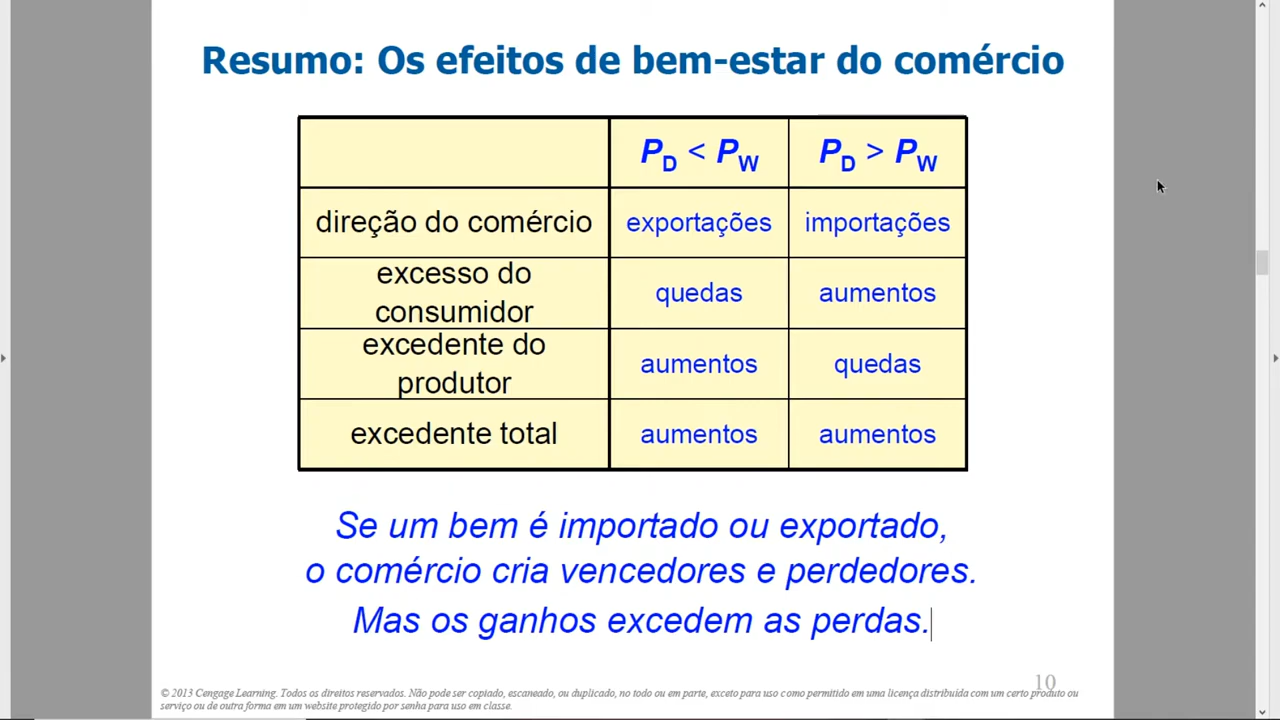 Resumo: Os efeitos de bem-estar do comércio
PD < PW
PD > PW
direção do comércio
exportações
importações
excesso do
consumidor
quedas
aumentos
excedente do
produtor
aumentos
quedas
excedente total
aumentos
aumentos
Se um bem é importado ou exportado,
o comércio cria vencedores e perdedores.
Mas os ganhos excedem as perdas.
10
© 2013 Cengage Learning. Todos os direitos reservados. Não pode ser copiado, escaneado, ou duplicado, no todo ou em parte, exceto para uso como permitido em uma licença distribuída com um certo produto ou
serviço ou de outra forma em um website protegido por senha para uso em classe.